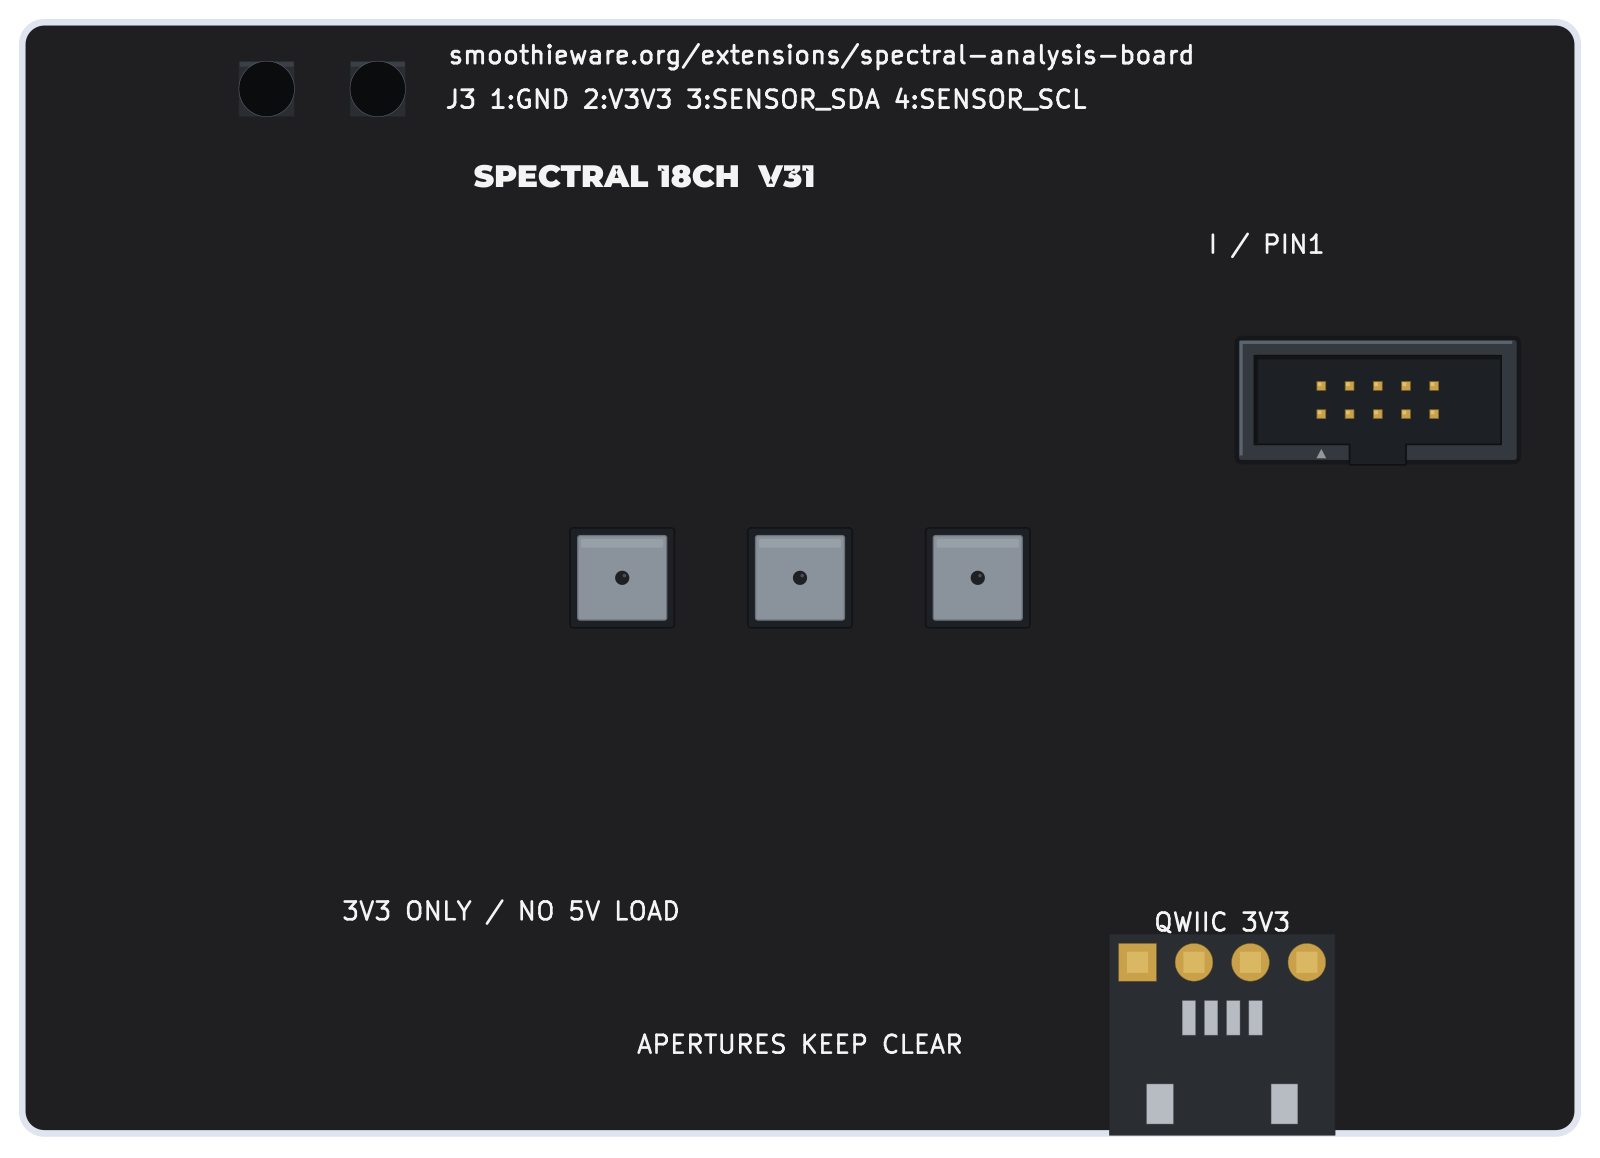 smoothieware.org/extensions/spectral-analysis-board
J3 1:GND 2:V3V3 3:SENSOR_SDA 4:SENSOR_SCL
SPECTRAL 18CH V31
I / PIN1
3V3 ONLY / NO 5V LOAD
QWIIC 3V3
APERTURES KEEP CLEAR